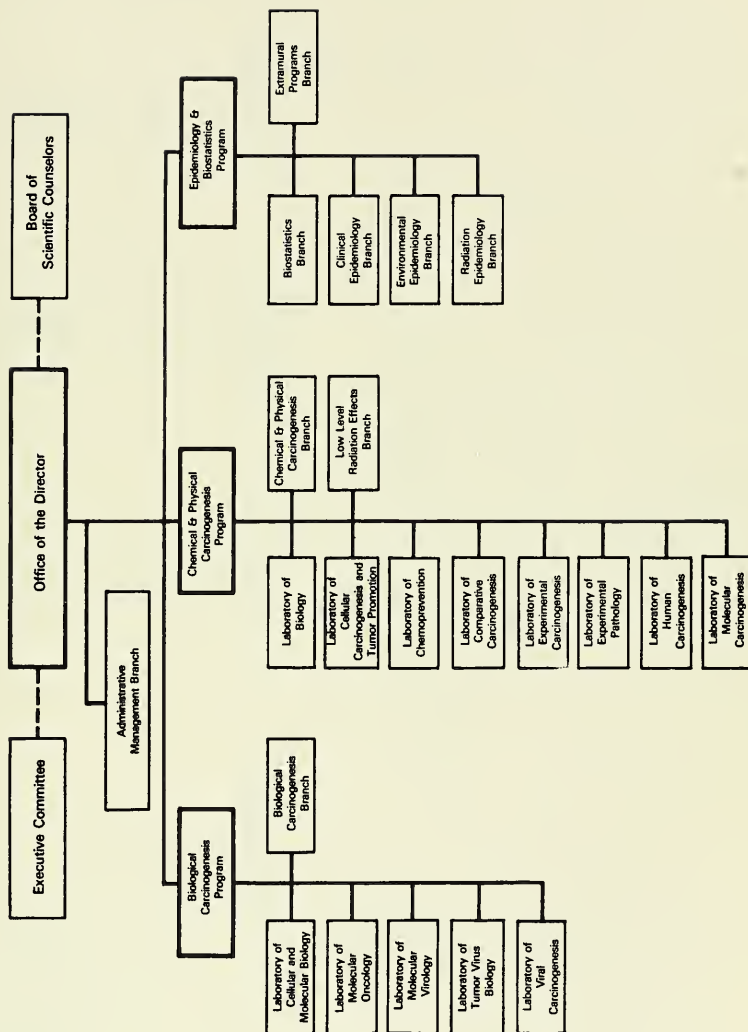 Executive Committee
Office of the Director
Board of
Scientific Counselors
Administrative
Management Branch
Biological
Carcinogenesis
Program
Chemical & Physical
Carcinogenesis
Program
Epidemiology &
Biostatistics
Program
Biological
Carcinogenesis
Branch
Laboratory of
Cellular and
Molecular Biology
Laboratory of
Molecular
Oncology
Laboratory of
Molecular
Virology
Laboratory of
Tumor Virus
Biology
Laboratory of
Viral
Carcinogenesis
Chemical & Physical
Carcinogenesis
Branch
Low Level
Radiation Effects
Branch
Laboratory of
Biology
Laboratory of
Cellular
Carcinogenesis and
Tumor Promotion
Laboratory of
Chemoprevention
Laboratory of
Comparative
Carcinogenesis
Laboratory of
Experimental
Carcinogenesis
Laboratory of
Experimental
Pathology
Laboratory of
Human
Carcinogenesis
Laboratory of
Molecular
Carcinogenesis
Extramural
Programs
Branch
Biostatistics
Branch
Clinical
Epidemiology
Branch
Environmental
Epidemiology
Branch
Radiation
Epidemiology
Branch